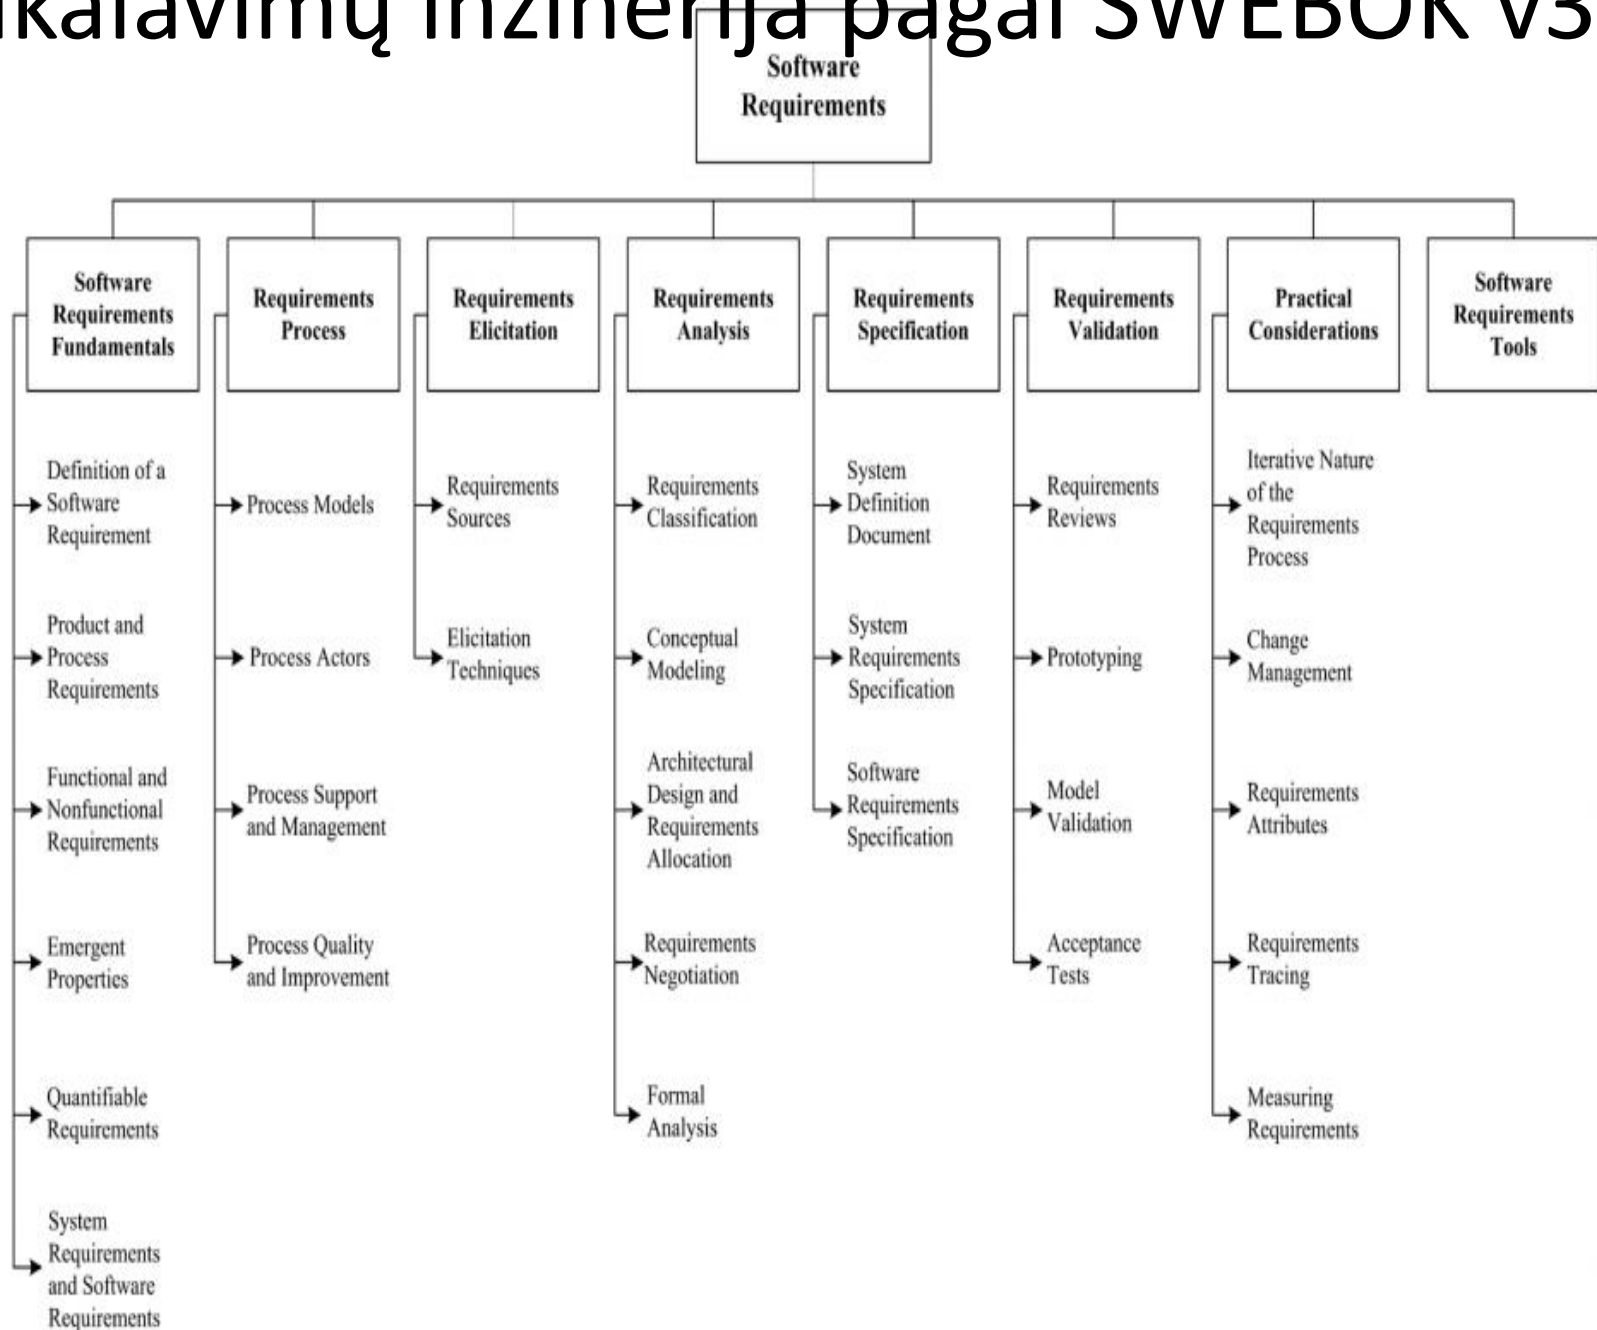 ikalavimų inžinerija pagal SWEBOK v3
Software
Requirements
Software
Requirements
Fundamentals
Requirements
Process
Requirements
Elicitation
Requirements
Analysis
Requirements
Specification
Requirements
Validation
Practical
Considerations
Software
Requirements
Tools
Definition of a
Software
Requirement
Product and
Process
Requirements
Functional and
Nonfunctional
Requirements
Emergent
Properties
Quantifiable
Requirements
System
Requirements
and Software
Requirements
Process Models
Process Actors
Process Support
and Management
Process Quality
and Improvement
Requirements
Sources
Elicitation
Techniques
Requirements
Classification
Conceptual
Modeling
Architectural
Design and
Requirements
Allocation
Requirements
Negotiation
Formal
Analysis
System
Definition
Document
System
Requirements
Specification
Software
Requirements
Specification
Requirements
Reviews
Prototyping
Model
Validation
Acceptance
Tests
Iterative Nature
of the
Requirements
Process
Change
Management
Requirements
Attributes
Requirements
Tracing
Measuring
Requirements